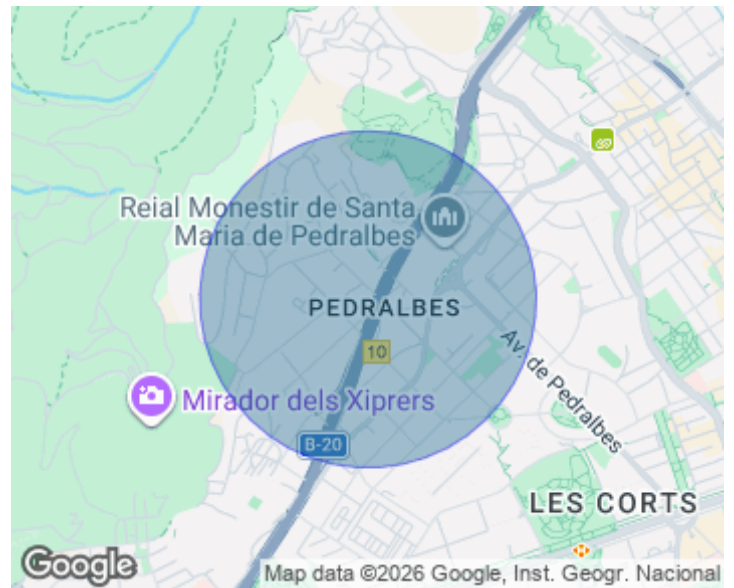 Reial Monestir de Santa
Maria de Pedralbes
PEDRALBES
10
Av. de Pedralbes
Mirador dels Xiprers
B-20
LES CORTS
Google
Map data ©2026 Google, Inst. Geogr. Nacional